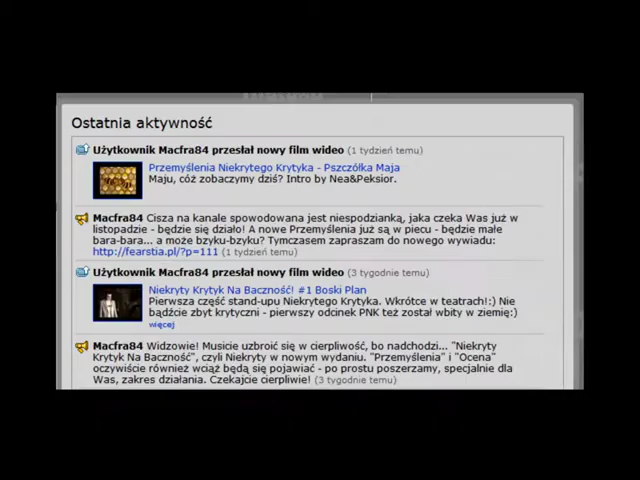 Ostatnia aktywność
Użytkownik Macfra84 przesłał nowy film wideo (1 tydzień temu)
Przemyślenia Niekrytego Krytyka - Pszczółka Maja
Maju, cóż zobaczymy dziś? Intro by Nea&Peksior.
Macfra84 Cisza na kanale spowodowana jest niespodzianką, jaka czeka Was już w
listopadzie - będzie się działo! A nowe Przemyślenia już są w piecu - będzie małe
bara-bara... a może bzyku-bzyku? Tymczasem zapraszam do nowego wywiadu:
http://fearstia.pl/?p=111 (1 tydzień temu)
Użytkownik Macfra84 przesłał nowy film wideo (3 tygodnie temu)
Niekryty Krytyk Na Baczność! #1 Boski Plan
Pierwsza część stand-upu Niekrytego Krytyka. Wkrótce w teatrach!:) Nie
bądźcie zbyt krytyczni - pierwszy odcinek PNK też został wbity w ziemię:)
więcej
Macfra84 Widzowie! Musicie uzbroić się w cierpliwość, bo nadchodzi... "Niekryty
Krytyk Na Baczność", czyli Niekryty w nowym wydaniu. "Przemyślenia" i "Ocena"
oczywiście również wciąż będą się pojawiać - po prostu poszerzamy, specjalnie dla
Was, zakres działania. Czekajcie cierpliwie! (3 tygodnie temu)